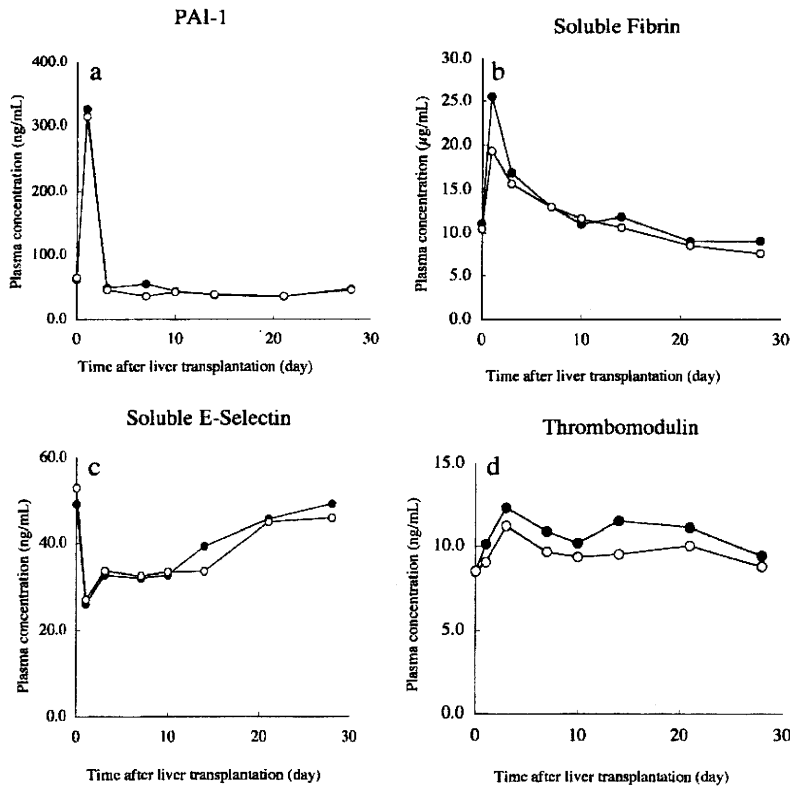 PAI-1
a
Plasma concentration (ng/mL)
400.0
300.0
200.0
100.0
0.0
0 10 20 30
Time after liver transplantation (day)
Soluble Fibrin
b
Plasma concentration (µg/mL)
30.0
25.0
20.0
15.0
10.0
5.0
0.0
0 10 20 30
Time after liver transplantation (day)
Soluble E-Selectin
c
Plasma concentration (ng/mL)
60.0
40.0
20.0
0.0
0 10 20 30
Time after liver transplantation (day)
Thrombomodulin
d
Plasma concentration (ng/mL)
15.0
10.0
5.0
0.0
0 10 20 30
Time after liver transplantation (day)